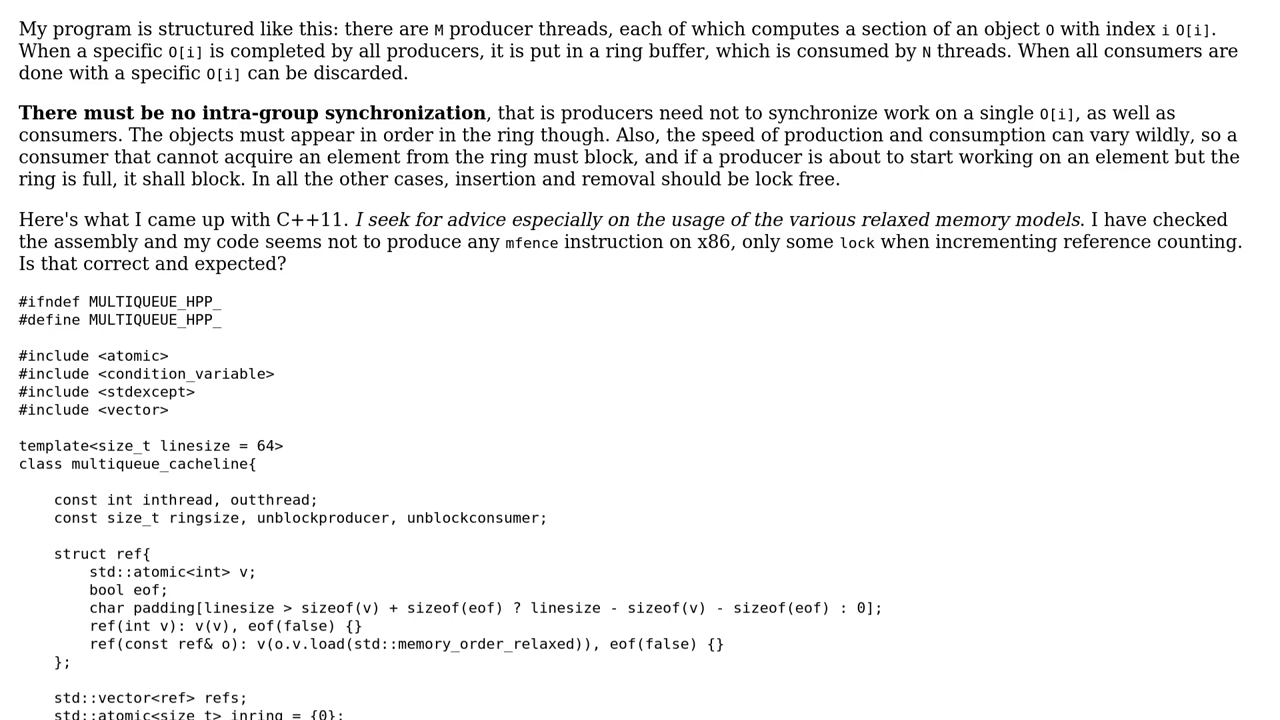 My program is structured like this: there are M producer threads, each of which computes a section of an object O with index i O[i].
When a specific O[i] is completed by all producers, it is put in a ring buffer, which is consumed by N threads. When all consumers are
done with a specific O[i] can be discarded.
There must be no intra-group synchronization, that is producers need not to synchronize work on a single O[i], as well as
consumers. The objects must appear in order in the ring though. Also, the speed of production and consumption can vary wildly, so a
consumer that cannot acquire an element from the ring must block, and if a producer is about to start working on an element but the
ring is full, it shall block. In all the other cases, insertion and removal should be lock free.
Here's what I came up with C++11. I seek for advice especially on the usage of the various relaxed memory models. I have checked
the assembly and my code seems not to produce any mfence instruction on x86, only some lock when incrementing reference counting.
Is that correct and expected?
#ifndef MULTIQUEUE_HPP_
#define MULTIQUEUE_HPP_
#include <atomic>
#include <condition_variable>
#include <stdexcept>
#include <vector>
template<size_t linesize = 64>
class multiqueue_cacheline{
    const int inthread, outthread;
    const size_t ringsize, unblockproducer, unblockconsumer;
    struct ref{
        std::atomic<int> v;
        bool eof;
        char padding[linesize > sizeof(v) + sizeof(eof) ? linesize - sizeof(v) - sizeof(eof) : 0];
        ref(int v): v(v), eof(false) {}
        ref(const ref& o): v(o.v.load(std::memory_order_relaxed)), eof(false) {}
    };
    std::vector<ref> refs;
    std::atomic<size_t> inring = {0};